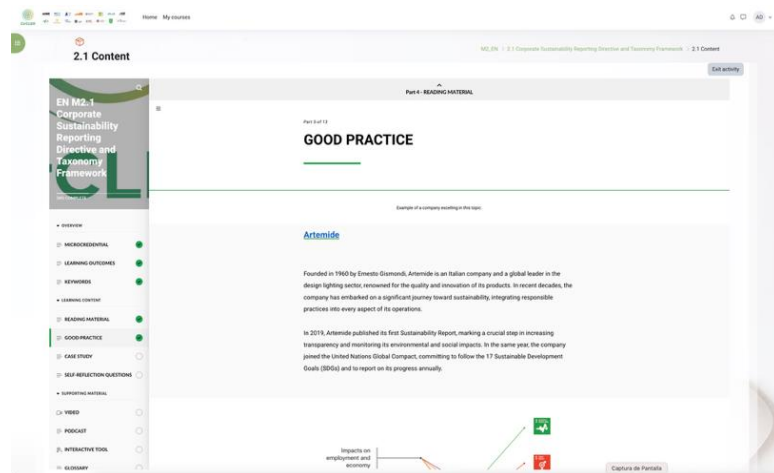 Home My courses
AD
2.1 Content
M2_EN > 2.1 Corporate Sustainability Reporting Directive and Taxonomy Framework > 2.1 Content
Exit activity
EN M2.1
Corporate
Sustainability
Reporting
Directive and
Taxonomy
Framework
OVERVIEW
MICROCREDENTIAL
LEARNING OUTCOMES
KEYWORDS
LEARNING CONTENT
READING MATERIAL
GOOD PRACTICE
CASE STUDY
SELF-REFLECTION QUESTIONS
SUPPORTING MATERIAL
VIDEO
PODCAST
INTERACTIVE TOOL
GLOSSARY
Part 4 - READING MATERIAL
Part 5 of 13
GOOD PRACTICE
Example of a company excelling in this topic.
Artemide
Founded in 1960 by Ernesto Gismondi, Artemide is an Italian company and a global leader in the
design lighting sector, renowned for the quality and innovation of its products. In recent decades, the
company has embarked on a significant journey toward sustainability, integrating responsible
practices into every aspect of its operations.
In 2019, Artemide published its first Sustainability Report, marking a crucial step in increasing
transparency and monitoring its environmental and social impacts. In the same year, the company
joined the United Nations Global Compact, committing to follow the 17 Sustainable Development
Goals (SDGs) and to report on its progress annually.
Impacts on
employment and
economy
Captura de Pantalla